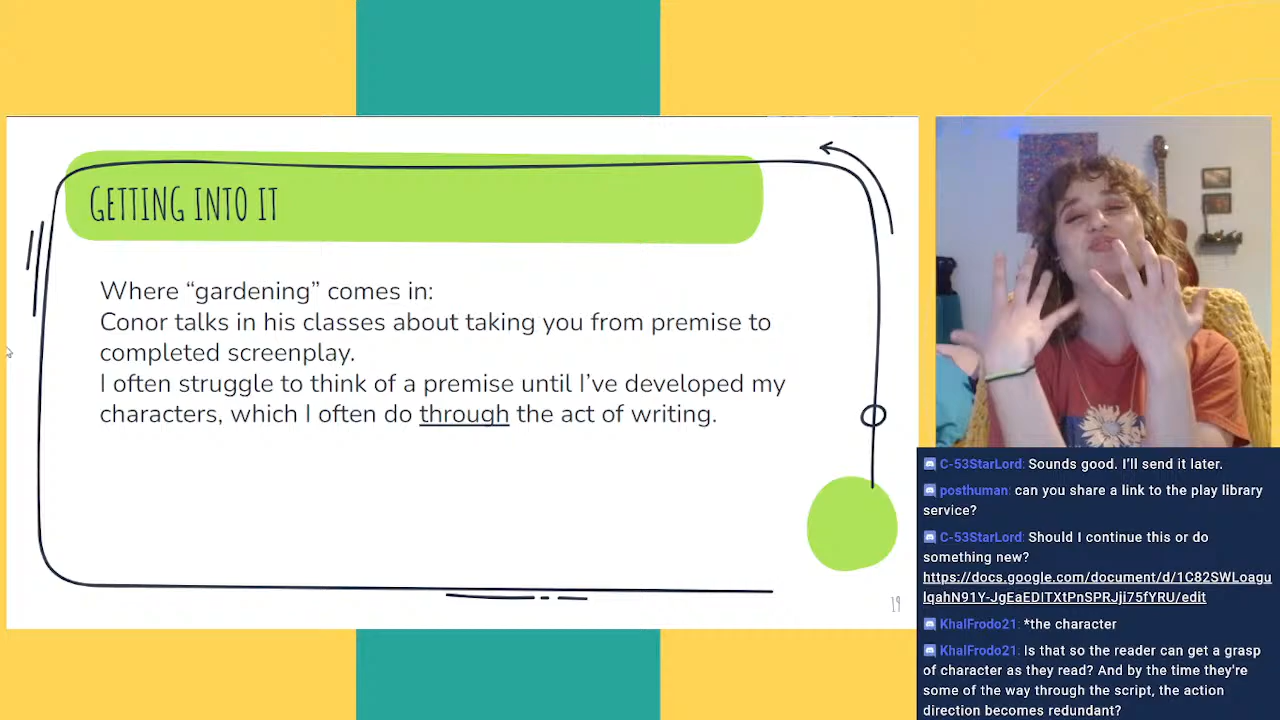 GETTING INTO IT
Where “gardening” comes in:
Conor talks in his classes about taking you from premise to
completed screenplay.
I often struggle to think of a premise until I’ve developed my
characters, which I often do through the act of writing.
19
C-53StarLord: Sounds good. I’ll send it later.
posthuman: can you share a link to the play library
service?
C-53StarLord: Should I continue this or do
something new?
https://docs.google.com/document/d/1C82SWLoagu
lqahN91Y-JgEaEDITXtPnSPRJji75fYRU/edit
KhalFrodo21: *the character
KhalFrodo21: Is that so the reader can get a grasp
of character as they read? And by the time they're
some of the way through the script, the action
direction becomes redundant?